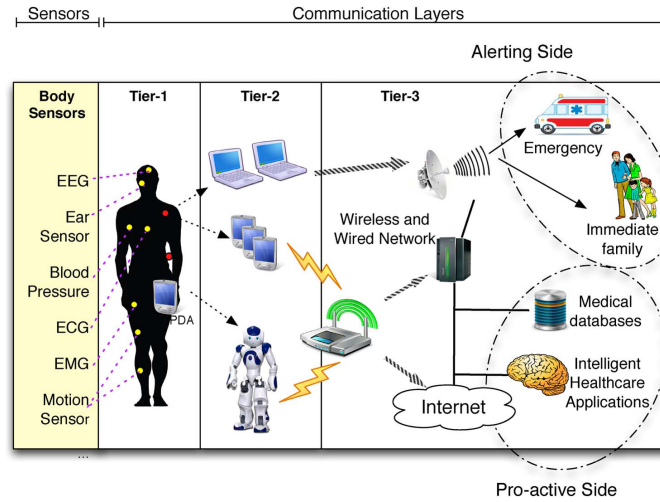 Sensors
Communication Layers
Alerting Side
Body
Sensors
Tier-1
Tier-2
Tier-3
EEG
Ear
Sensor
Blood
Pressure
ECG
EMG
Motion
Sensor
...
PDA
Wireless and
Wired Network
Internet
Emergency
Immediate
family
Medical
databases
Intelligent
Healthcare
Applications
Pro-active Side